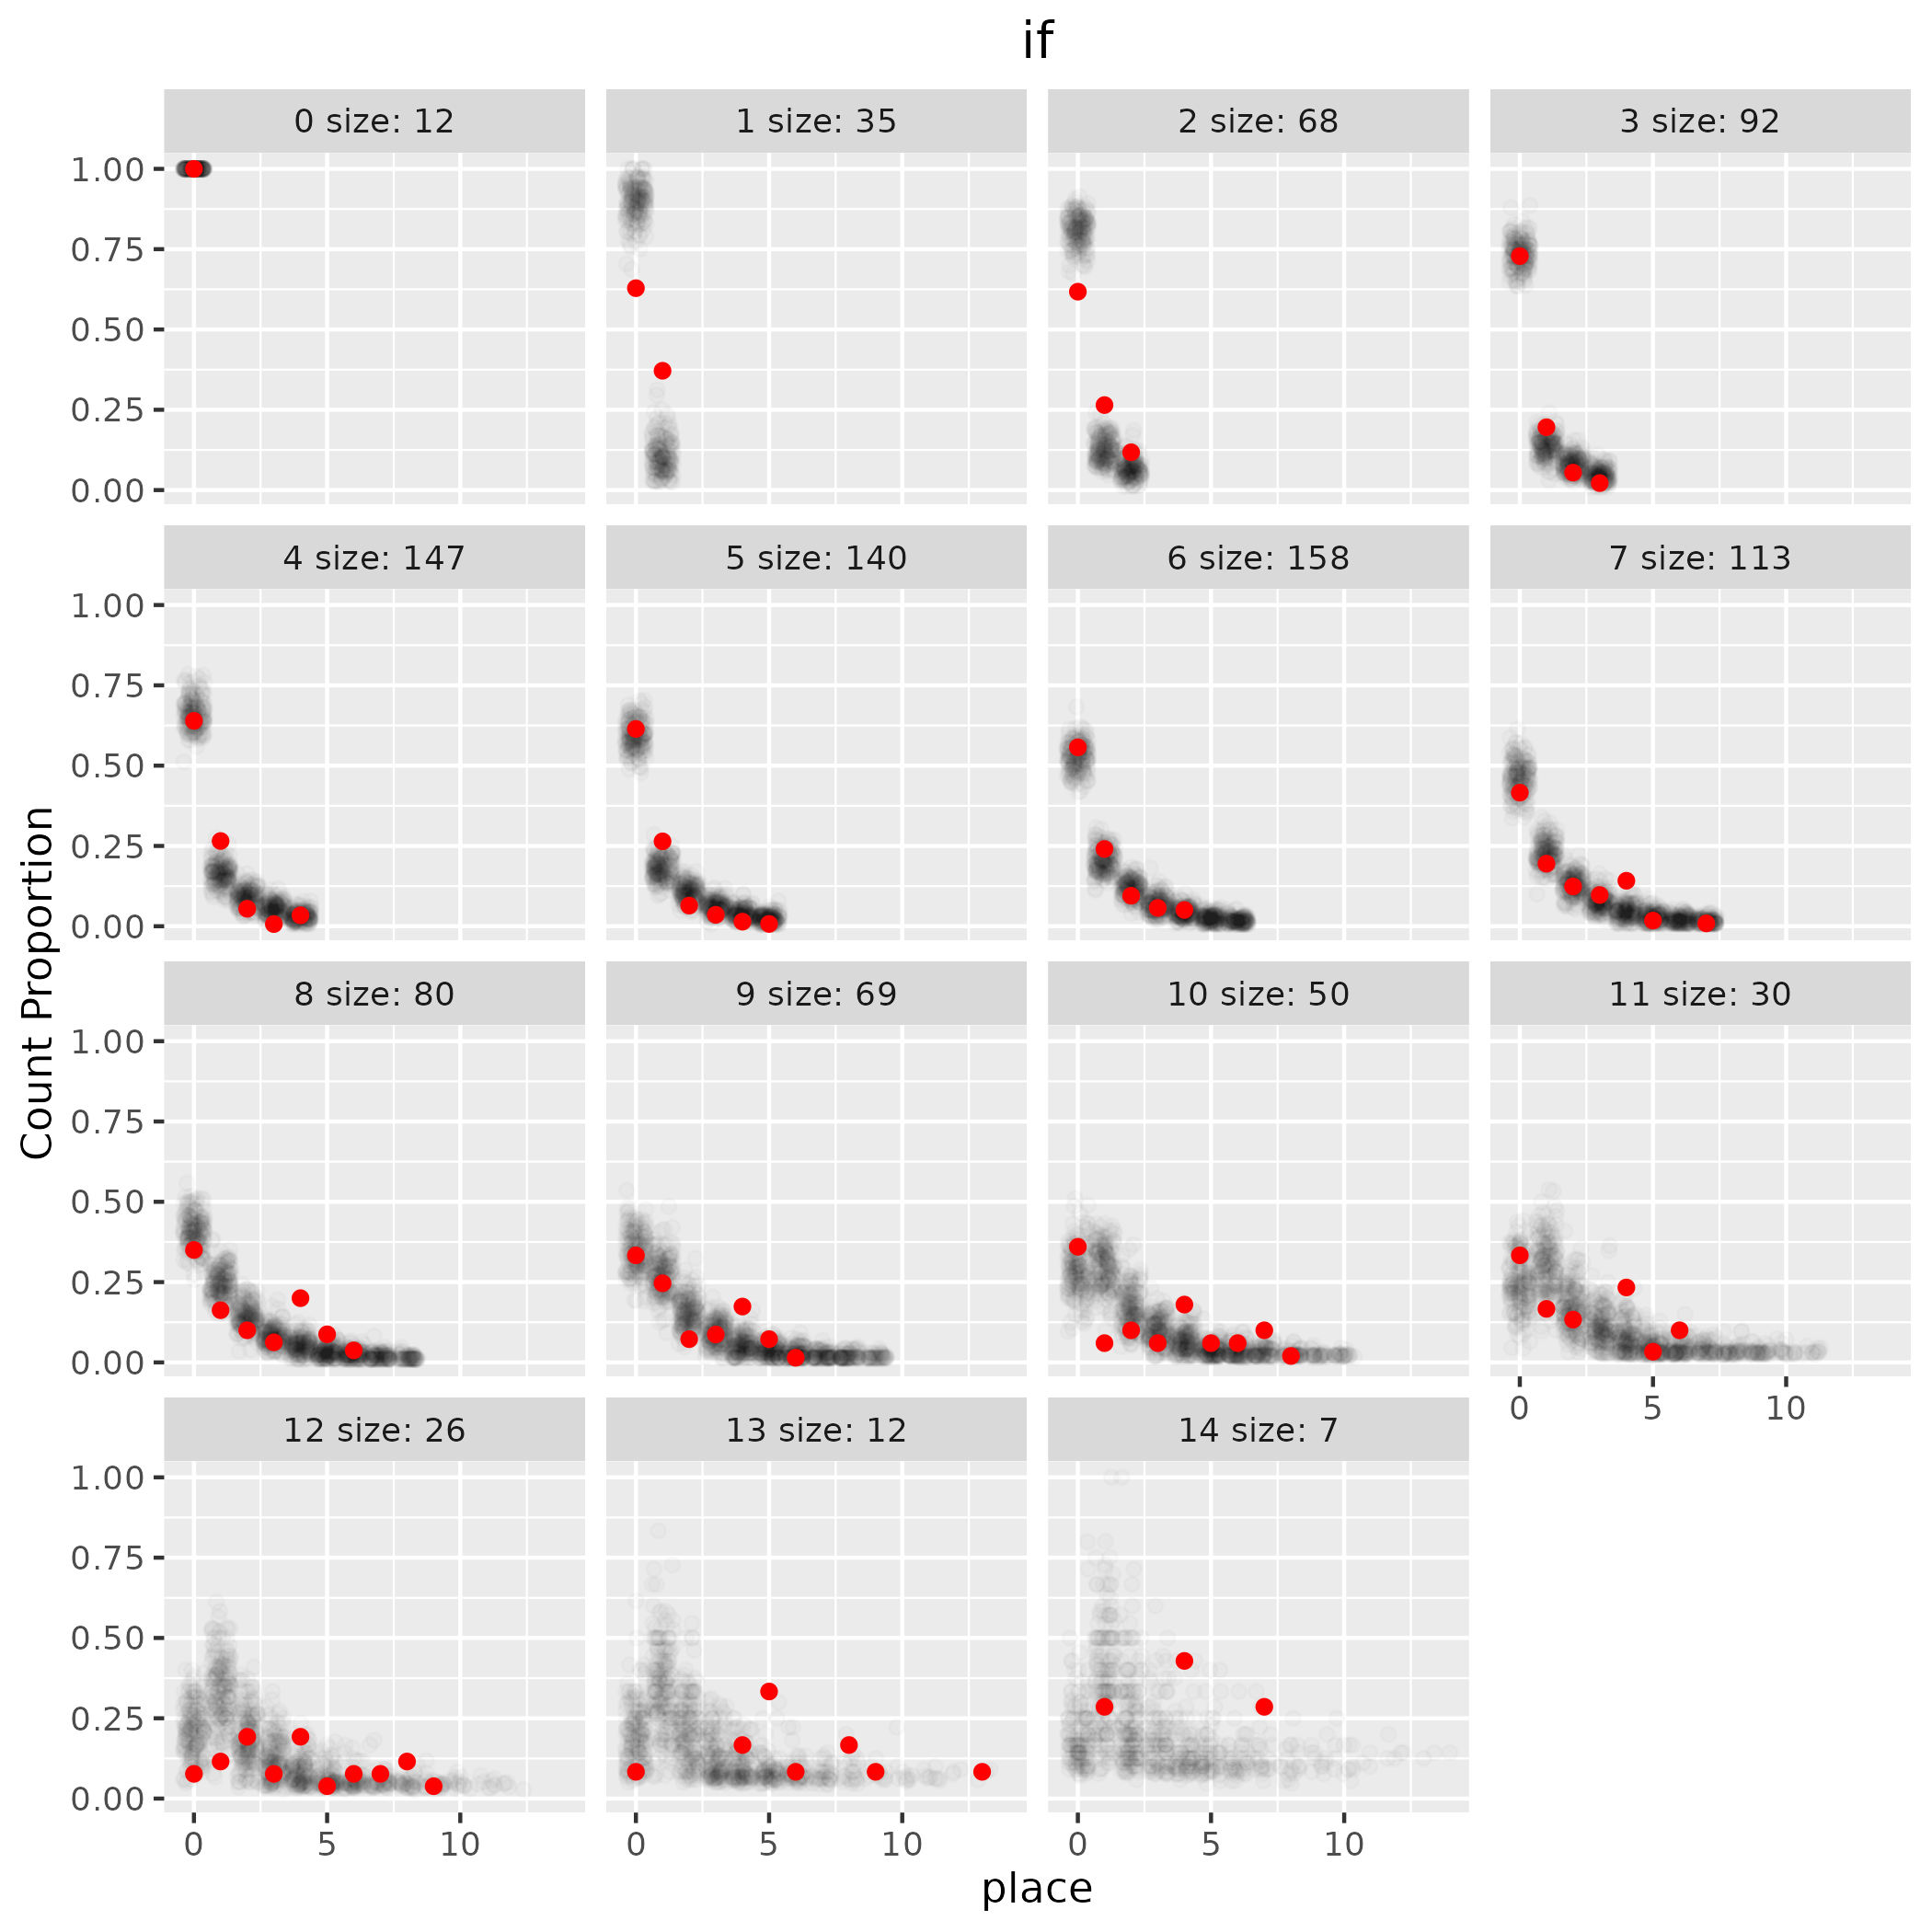 if
0 size: 12
1 size: 35
2 size: 68
3 size: 92
1.00
0.75
0.50
0.25
0.00
4 size: 147
5 size: 140
6 size: 158
7 size: 113
1.00
0.75
0.50
0.25
0.00
8 size: 80
9 size: 69
10 size: 50
11 size: 30
1.00
0.75
0.50
0.25
0.00
0 5 10
12 size: 26
13 size: 12
14 size: 7
1.00
0.75
0.50
0.25
0.00
0 5 10
0 5 10
0 5 10
place
Count Proportion